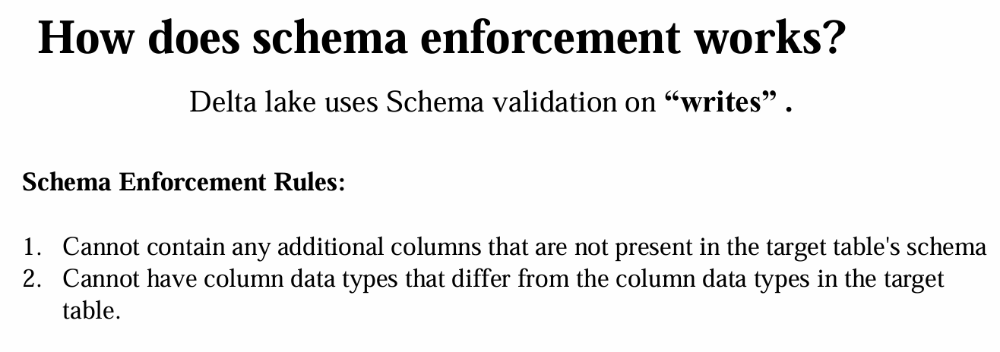 How does schema enforcement works?
Delta lake uses Schema validation on “writes” .
Schema Enforcement Rules:
1. Cannot contain any additional columns that are not present in the target table's schema
2. Cannot have column data types that differ from the column data types in the target
table.